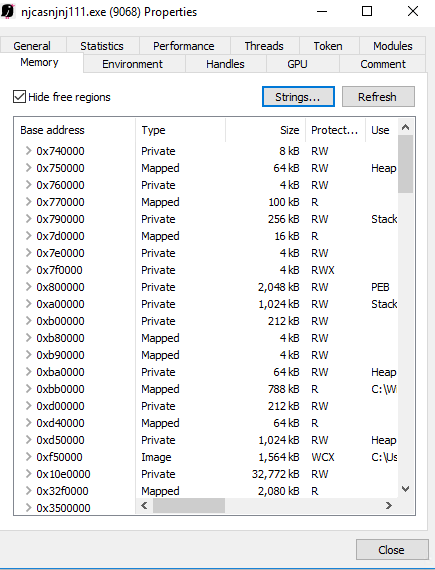 njcasnjnj111.exe (9068) Properties
General Statistics Performance Threads Token Modules
Memory Environment Handles GPU Comment
Hide free regions Strings... Refresh
Base address Type Size Protect... Use
0x740000 Private 8 kB RW
0x750000 Mapped 64 kB RW Heap
0x760000 Private 4 kB RW
0x770000 Mapped 100 kB R
0x790000 Private 256 kB RW Stack
0x7d0000 Mapped 16 kB R
0x7e0000 Private 4 kB RW
0x7f0000 Private 4 kB RWX
0x800000 Private 2,048 kB RW PEB
0xa00000 Private 1,024 kB RW Stack
0xb00000 Private 212 kB RW
0xb80000 Mapped 4 kB RW
0xb90000 Mapped 4 kB RW
0xba0000 Private 64 kB RW Heap
0xbb0000 Mapped 788 kB R C:\W
0xd00000 Private 212 kB RW
0xd40000 Mapped 64 kB R
0xd50000 Private 1,024 kB RW Heap
0xf50000 Image 1,564 kB WCX C:\Us
0x10e0000 Private 32,772 kB RW
0x32f0000 Mapped 2,080 kB R
0x3500000
Close